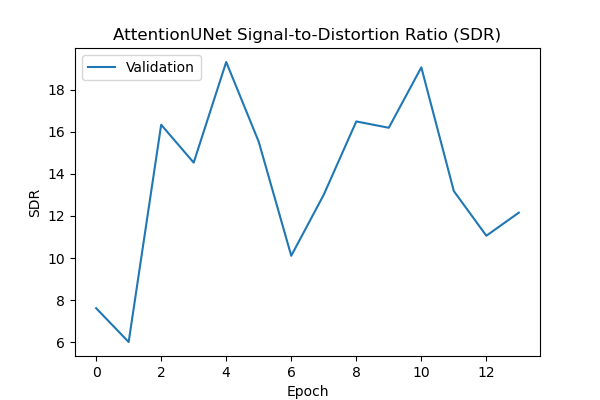 AttentionUNet Signal-to-Distortion Ratio (SDR)
Validation
18
16
14
12
10
8
6
SDR
0 2 4 6 8 10 12
Epoch